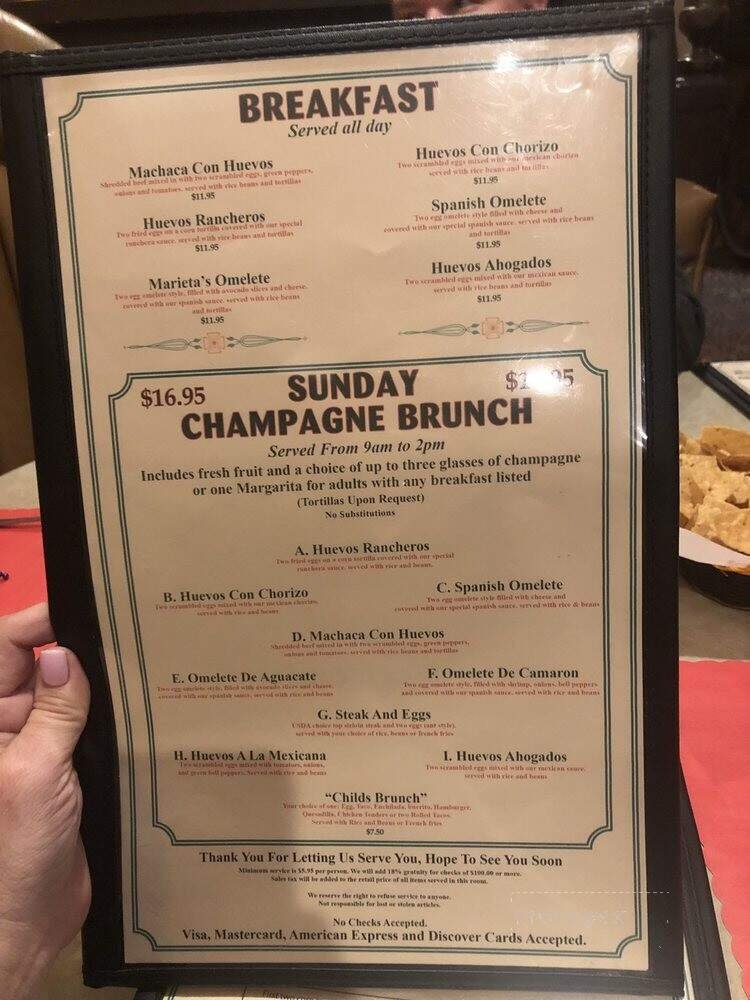 BREAKFAST
Served all day
Machaca Con Huevos
Shredded beef mixed in with two scrambled eggs, green peppers,
onions and tomatoes. served with rice beans and tortillas
$11.95
Huevos Rancheros
Two fried eggs on a corn tortilla covered with our special
ranchera sauce. served with rice beans and tortillas
$11.95
Marieta's Omelete
Two egg omelete style, filled with avocado slices and cheese.
covered with our spanish sauce. served with rice beans
and tortillas
$11.95
Huevos Con Chorizo
Two scrambled eggs mixed with our mexican chorizo
served with rice beans and tortillas
$11.95
Spanish Omelete
Two egg omelete style filled with cheese and
covered with our special spanish sauce. served with rice beans
and tortillas
$11.95
Huevos Ahogados
Two scrambled eggs mixed with our mexican sauce.
served with rice beans and tortillas
$11.95
$16.95
SUNDAY
CHAMPAGNE BRUNCH
Served From 9am to 2pm
Includes fresh fruit and a choice of up to three glasses of champagne
or one Margarita for adults with any breakfast listed
(Tortillas Upon Request)
No Substitutions
A. Huevos Rancheros
Two fried eggs on a corn tortilla covered with our special
ranchera sauce. served with rice and beans.
B. Huevos Con Chorizo
Two scrambled eggs mixed with our mexican chorizo.
served with rice and beans
C. Spanish Omelete
Two egg omelete style filled with cheese and
covered with our special spanish sauce. served with rice & beans
D. Machaca Con Huevos
Shredded beef mixed in with two scrambled eggs, green peppers,
onions and tomatoes. served with rice beans and tortillas
E. Omelete De Aguacate
Two egg omelete style, filled with avocado slices and cheese.
covered with our spanish sauce. served with rice and beans
F. Omelete De Camaron
Two egg omelete style, filled with shrimp, onions, bell peppers
and covered with our spanish sauce. served with rice and beans
G. Steak And Eggs
USDA choice top sirloin steak and two eggs (any style).
served with your choice of rice, beans or french fries
H. Huevos A La Mexicana
Two scrambled eggs mixed with tomatoes, onions,
and green bell peppers. Served with rice and beans
I. Huevos Ahogados
Two scrambled eggs mixed with our mexican sauce.
served with rice and beans
"Childs Brunch"
Your choice of one: Egg, Taco, Enchilada, Burrito, Hamburger,
Quesadilla, Chicken Tenders or two Rolled Tacos.
Served with Rice and Beans or French fries
$7.50
Thank You For Letting Us Serve You, Hope To See You Soon
Minimum service is $5.95 per person. We will add 18% gratuity for checks of $100.00 or more.
Sales tax will be added to the retail price of all items served in this room.
We reserve the right to refuse service to anyone.
Not responsible for lost or stolen articles.
No Checks Accepted.
Visa, Mastercard, American Express and Discover Cards Accepted.